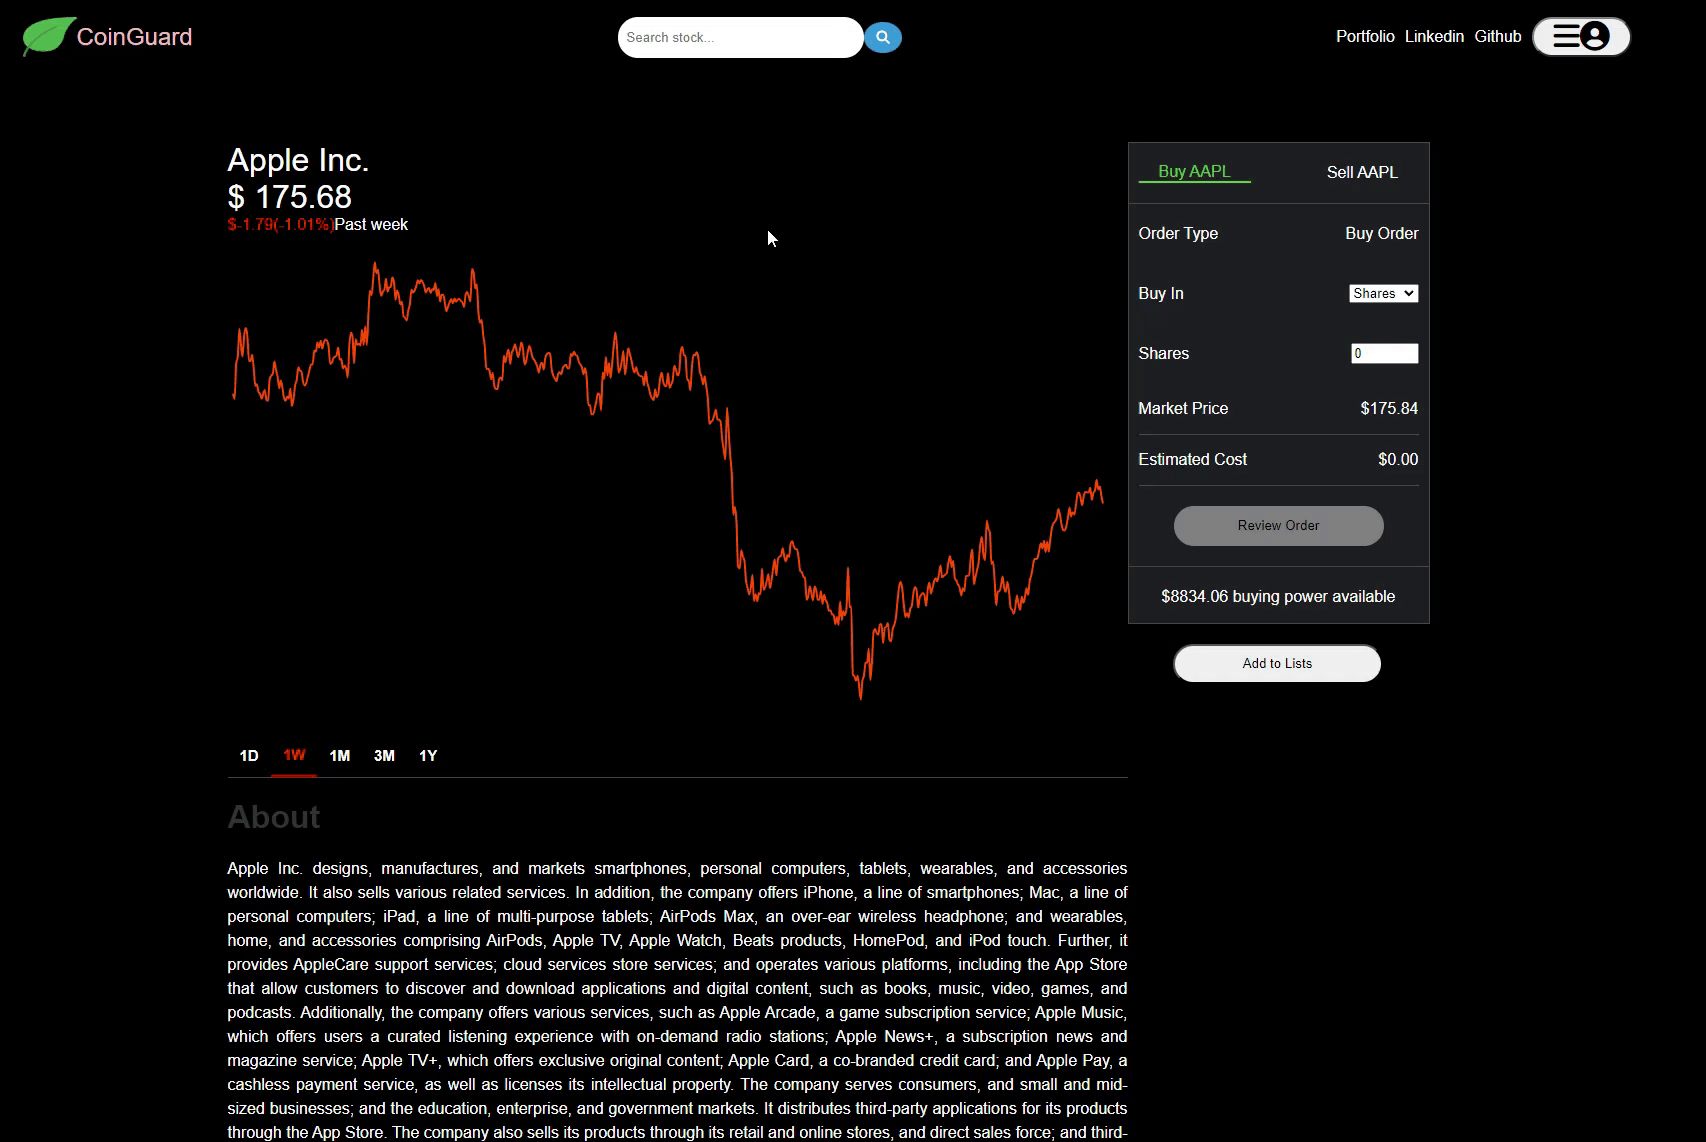 CoinGuard
Search stock...
Portfolio Linkedin Github
Apple Inc.
$ 175.68
$-1.79(-1.01%)Past week
Buy AAPL Sell AAPL
Order Type Buy Order
Buy In Shares
Shares 0
Market Price $175.84
Estimated Cost $0.00
Review Order
$8834.06 buying power available
Add to Lists
1D 1W 1M 3M 1Y
About
Apple Inc. designs, manufactures, and markets smartphones, personal computers, tablets, wearables, and accessories
worldwide. It also sells various related services. In addition, the company offers iPhone, a line of smartphones; Mac, a line of
personal computers; iPad, a line of multi-purpose tablets; AirPods Max, an over-ear wireless headphone; and wearables,
home, and accessories comprising AirPods, Apple TV, Apple Watch, Beats products, HomePod, and iPod touch. Further, it
provides AppleCare support services; cloud services store services; and operates various platforms, including the App Store
that allow customers to discover and download applications and digital content, such as books, music, video, games, and
podcasts. Additionally, the company offers various services, such as Apple Arcade, a game subscription service; Apple Music,
which offers users a curated listening experience with on-demand radio stations; Apple News+, a subscription news and
magazine service; Apple TV+, which offers exclusive original content; Apple Card, a co-branded credit card; and Apple Pay, a
cashless payment service, as well as licenses its intellectual property. The company serves consumers, and small and mid-
sized businesses; and the education, enterprise, and government markets. It distributes third-party applications for its products
through the App Store. The company also sells its products through its retail and online stores, and direct sales force; and third-